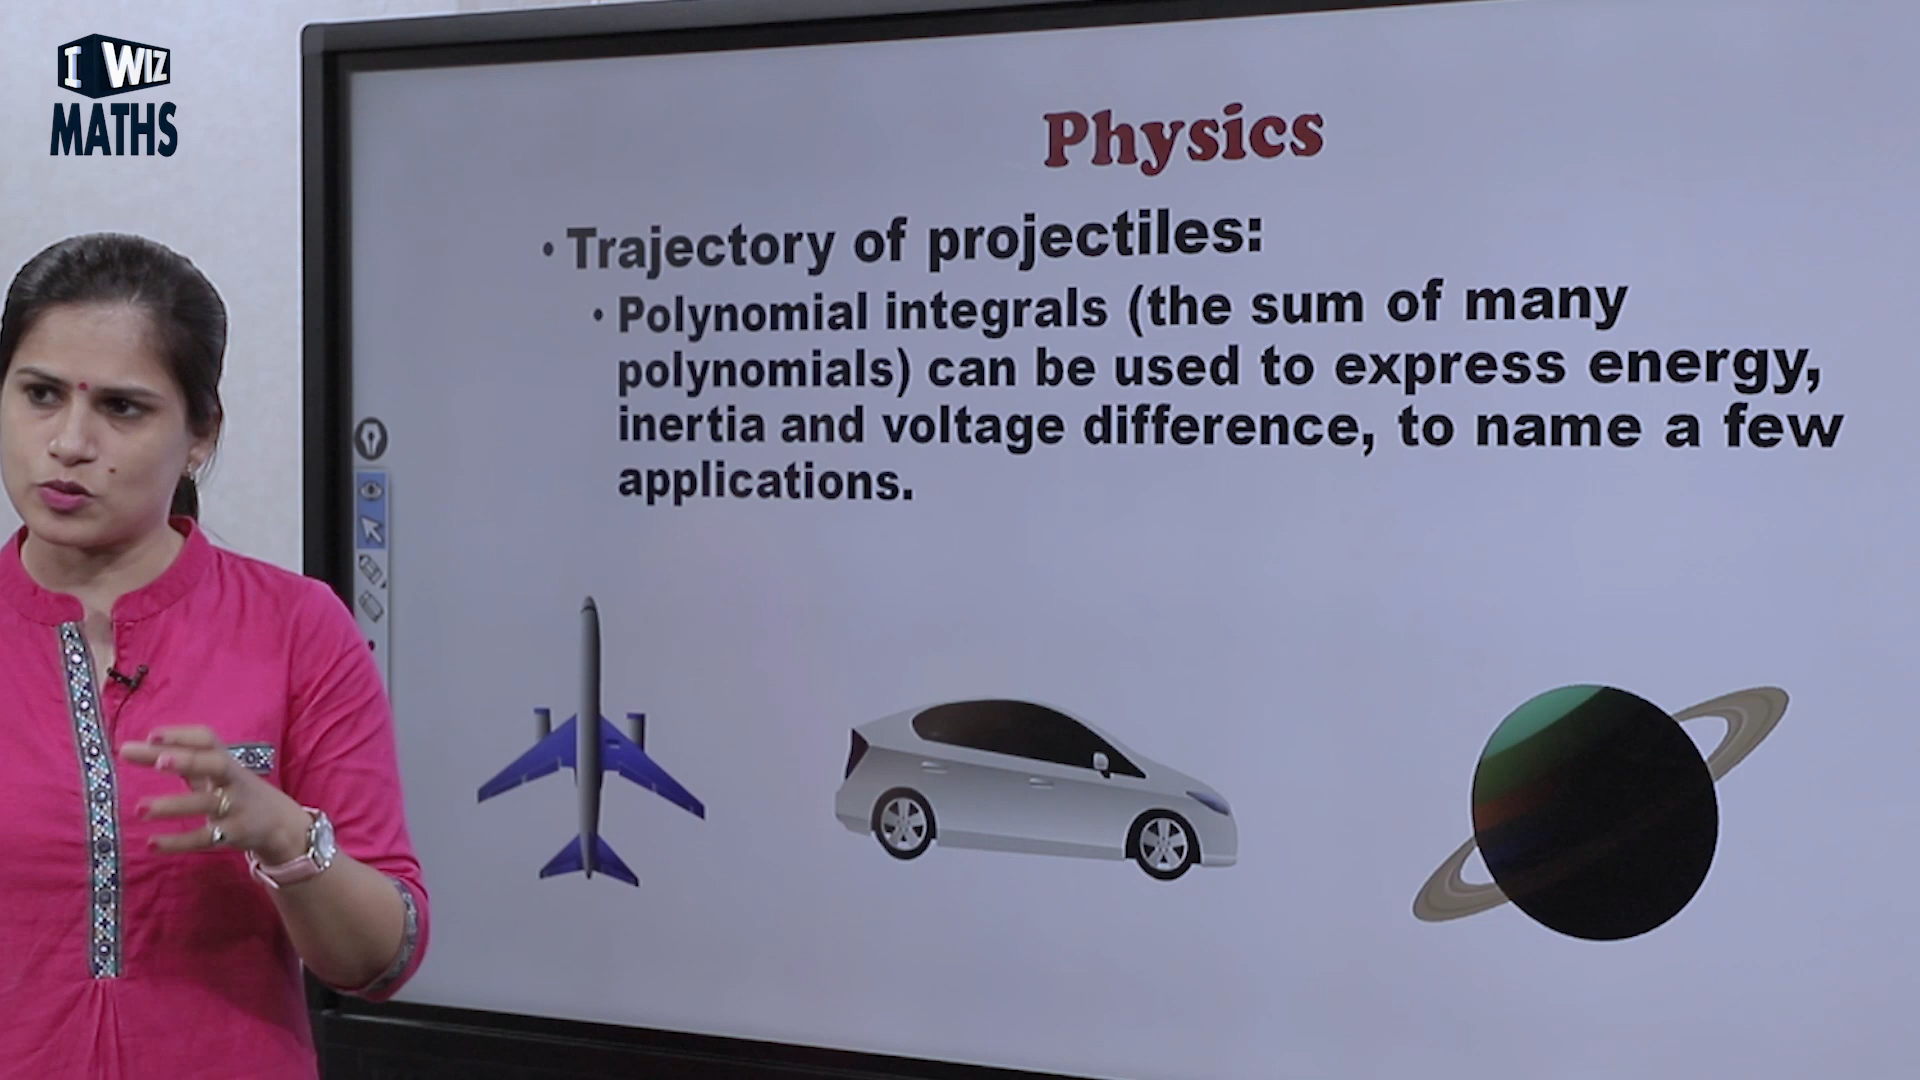 I WIZ
MATHS
Physics
• Trajectory of projectiles:
• Polynomial integrals (the sum of many
polynomials) can be used to express energy,
inertia and voltage difference, to name a few
applications.